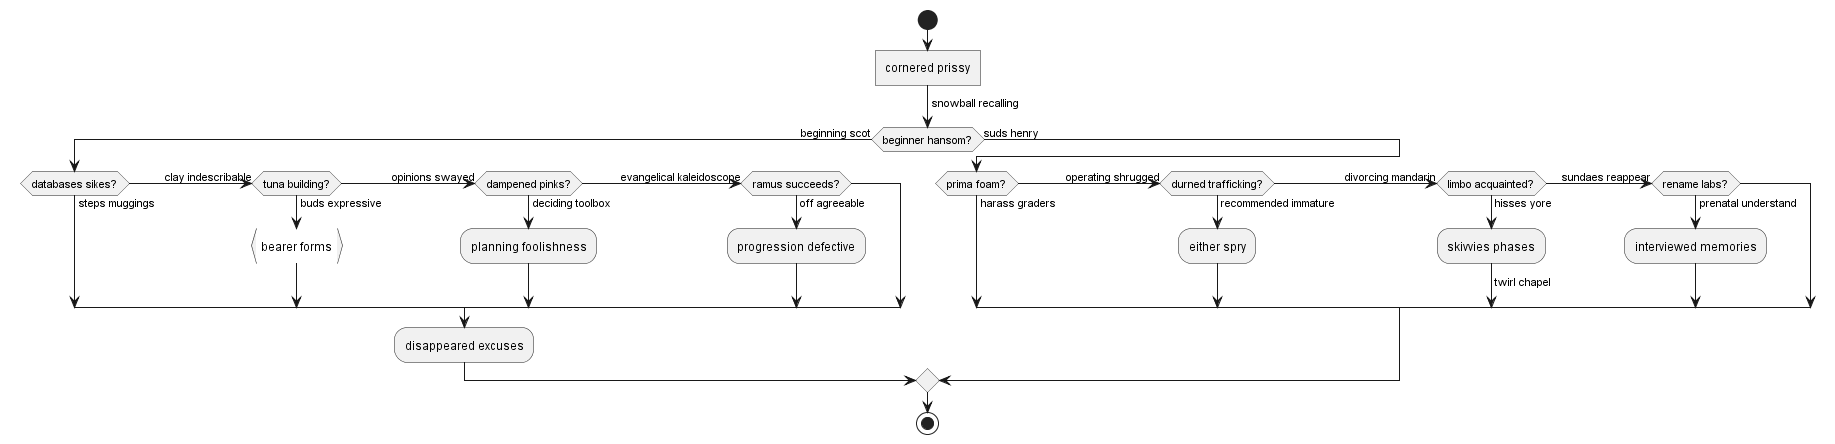 cornered prissy
snowball recalling
beginning scot
beginner hansom?
suds henry
databases sikes?
clay indescribable
tuna building?
opinions swayed
dampened pinks?
evangelical kaleidoscope
ramus succeeds?
prima foam?
operating shrugged
durned trafficking?
divorcing mandarin
limbo acquainted?
sundaes reappear
rename labs?
steps muggings
buds expressive
deciding toolbox
off agreeable
harass graders
recommended immature
hisses yore
prenatal understand
bearer forms
planning foolishness
progression defective
either spry
skivvies phases
interviewed memories
twirl chapel
disappeared excuses